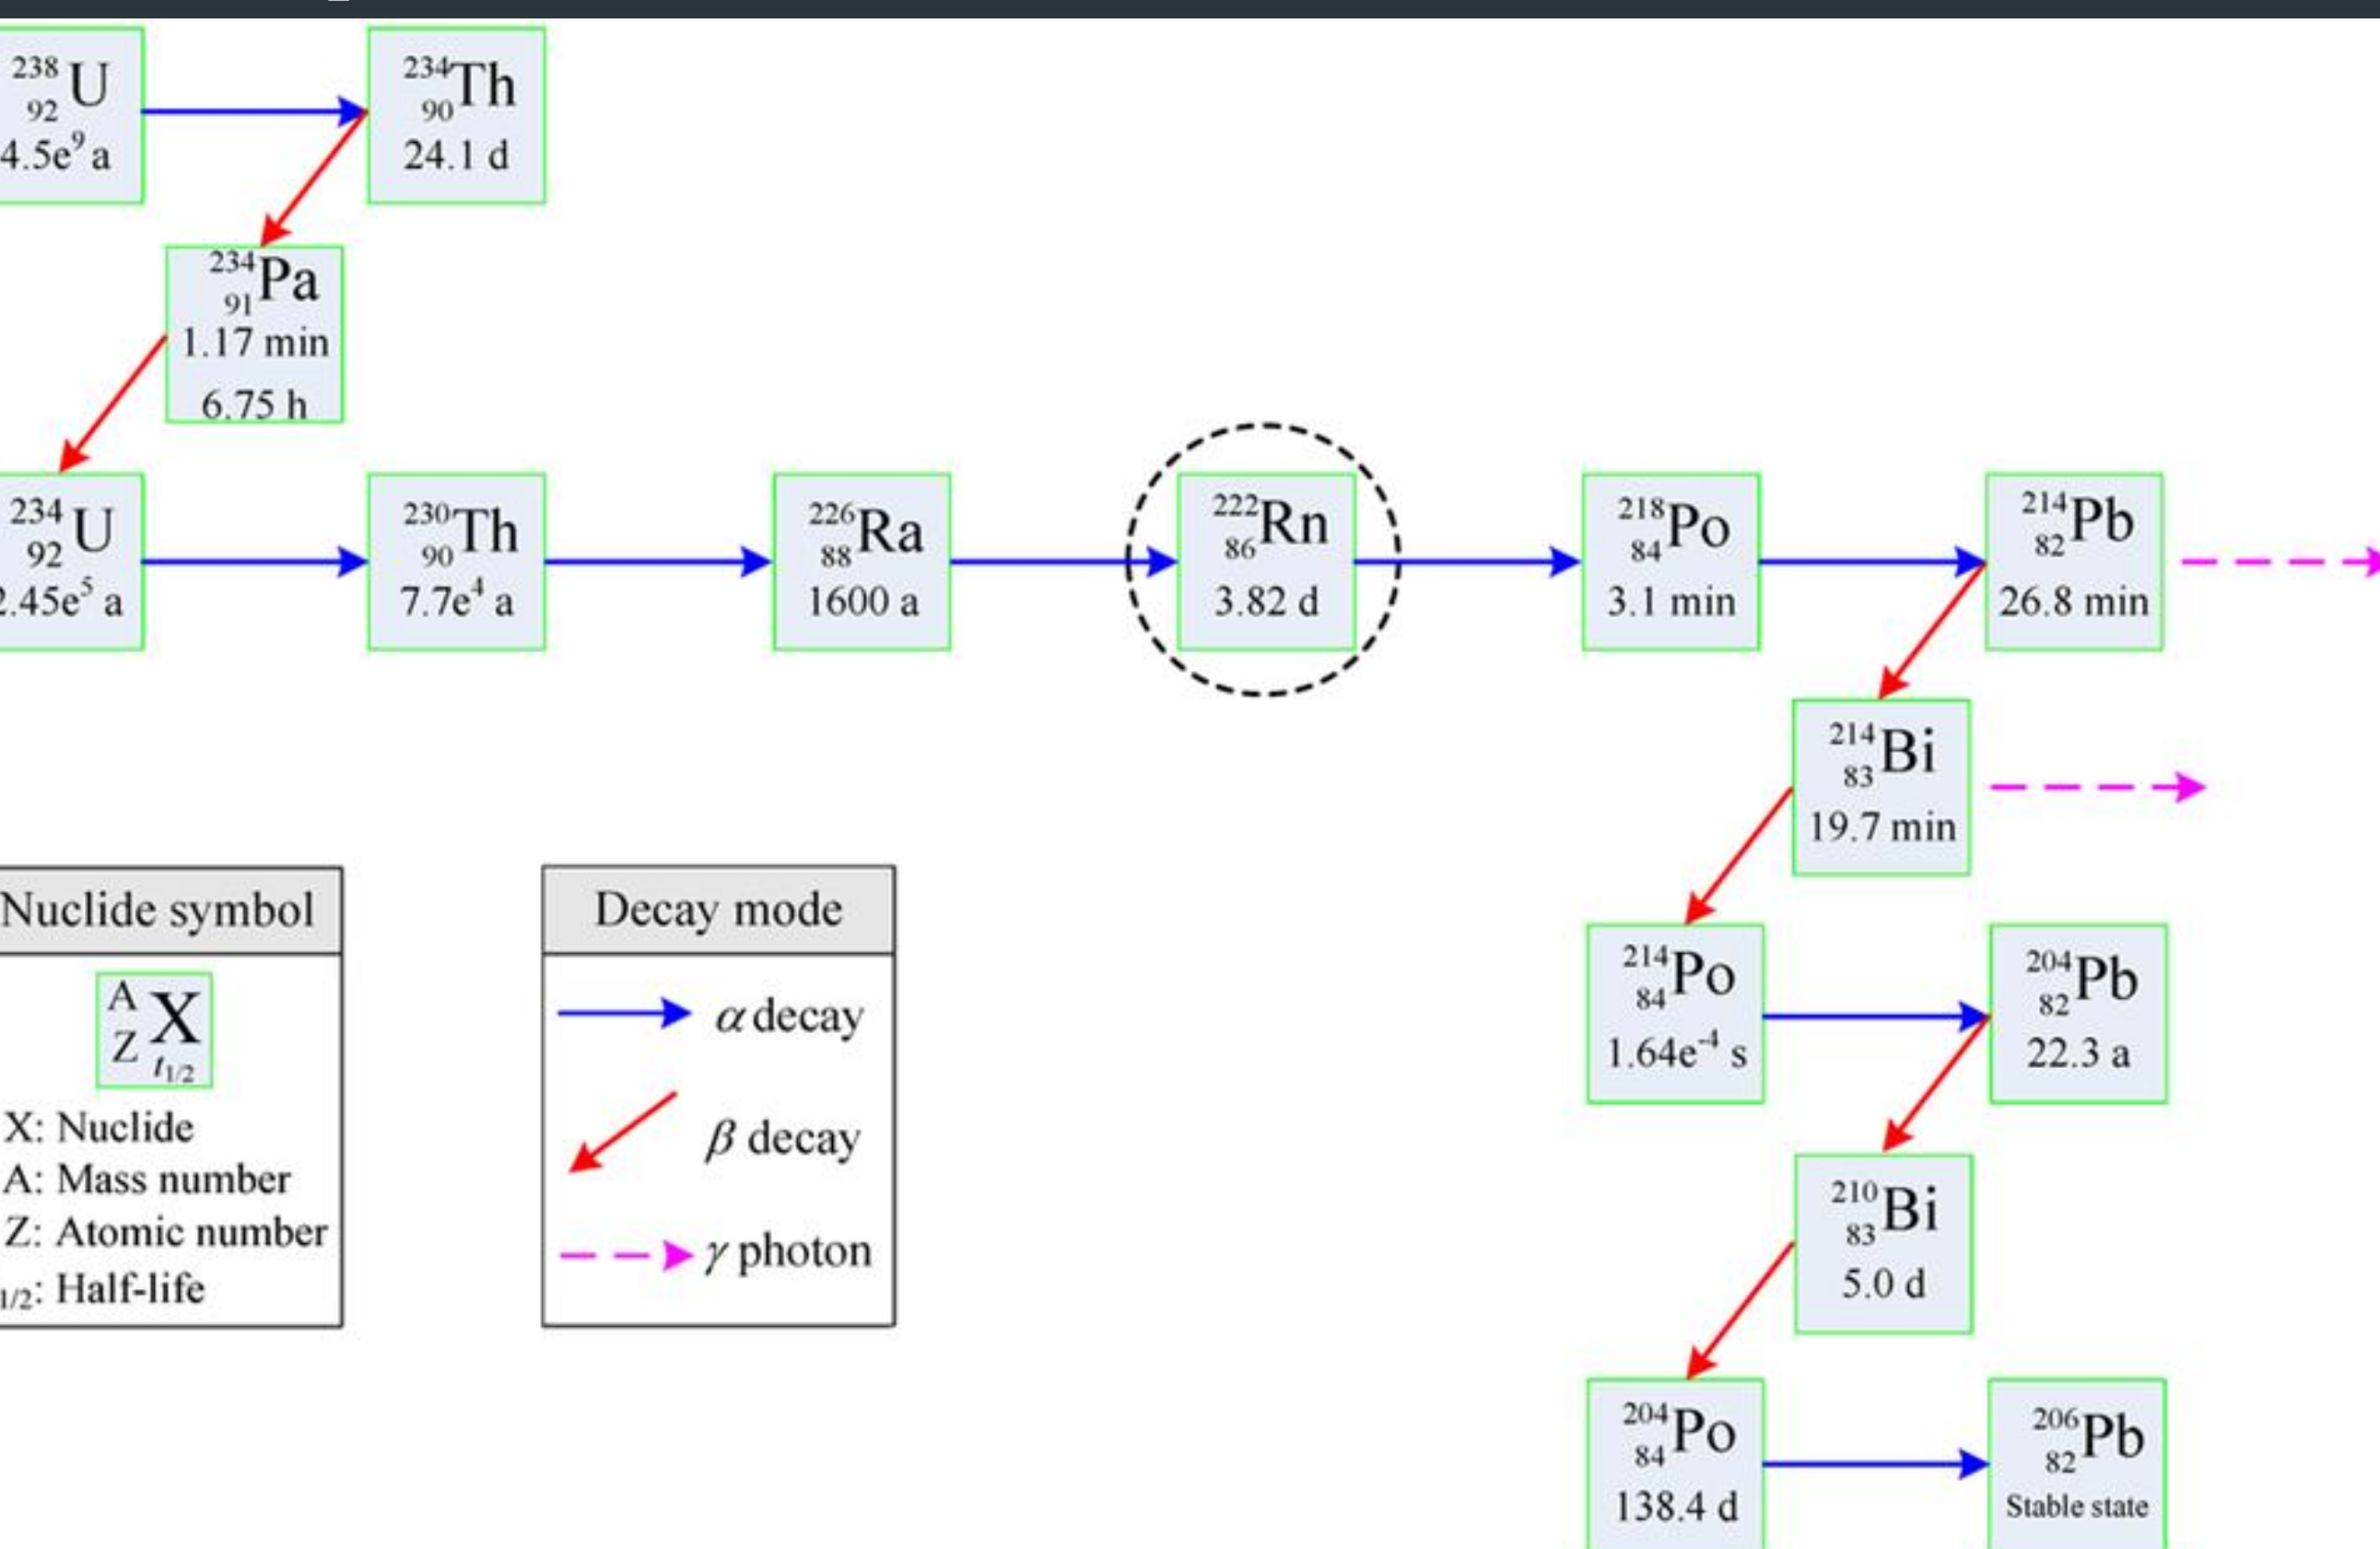 238
92 U
4.5e⁹ a
234
90 Th
24.1 d
234
91 Pa
1.17 min
6.75 h
234
92 U
2.45e⁵ a
230
90 Th
7.7e⁴ a
226
88 Ra
1600 a
222
86 Rn
3.82 d
218
84 Po
3.1 min
214
82 Pb
26.8 min
214
83 Bi
19.7 min
214
84 Po
1.64e⁻⁴ s
204
82 Pb
22.3 a
210
83 Bi
5.0 d
204
84 Po
138.4 d
206
82 Pb
Stable state
Nuclide symbol
A
Z X
t1/2
X: Nuclide
A: Mass number
Z: Atomic number
1/2: Half-life
Decay mode
α decay
β decay
γ photon